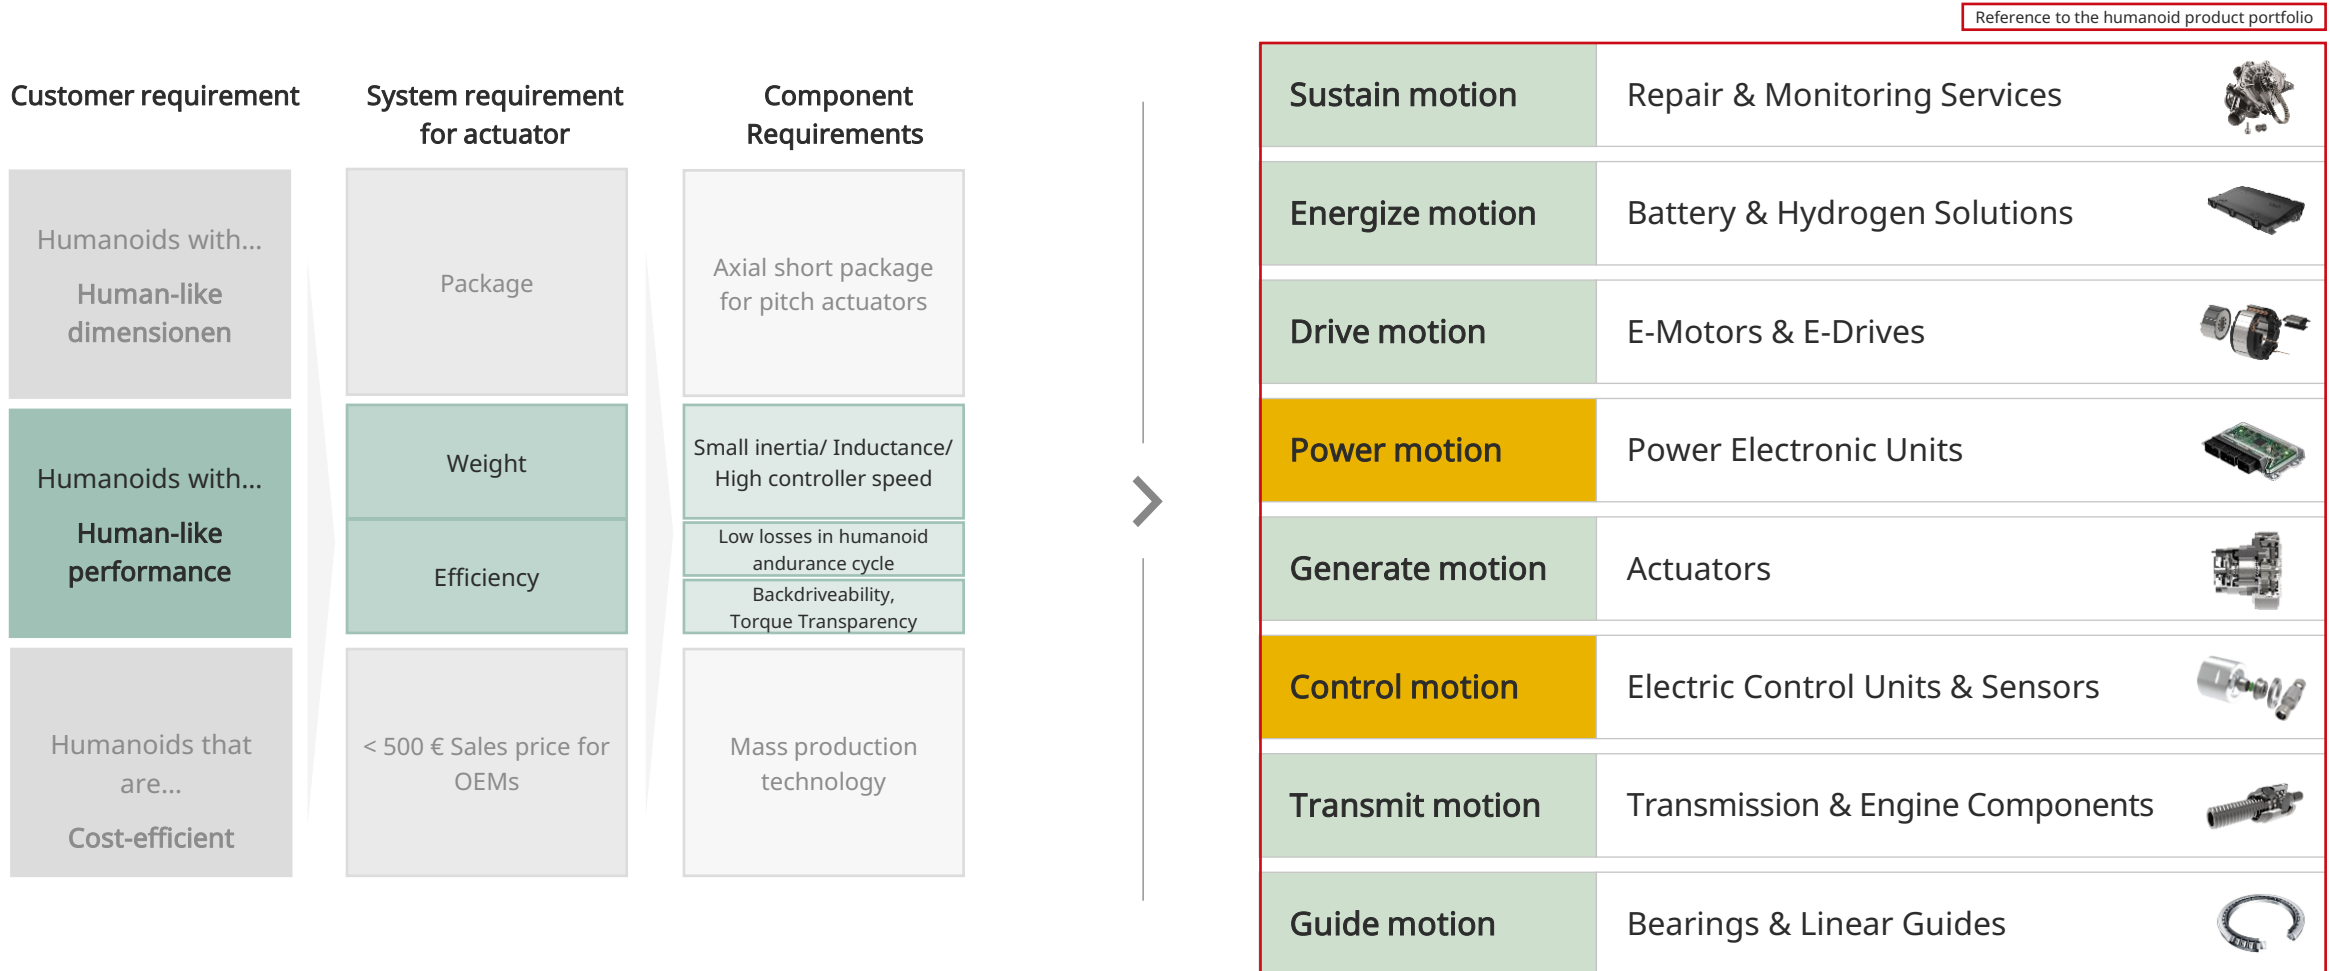 Reference to the humanoid product portfolio
Customer requirement
System requirement
for actuator
Component
Requirements
Humanoids with...
Human-like
dimensionen
Package
Axial short package
for pitch actuators
Humanoids with...
Human-like
performance
Weight
Efficiency
Small inertia/ Inductance/
High controller speed
Low losses in humanoid
andurance cycle
Backdriveability,
Torque Transparency
Humanoids that
are...
Cost-efficient
< 500 € Sales price for
OEMs
Mass production
technology
Sustain motion
Repair & Monitoring Services
Energize motion
Battery & Hydrogen Solutions
Drive motion
E-Motors & E-Drives
Power motion
Power Electronic Units
Generate motion
Actuators
Control motion
Electric Control Units & Sensors
Transmit motion
Transmission & Engine Components
Guide motion
Bearings & Linear Guides